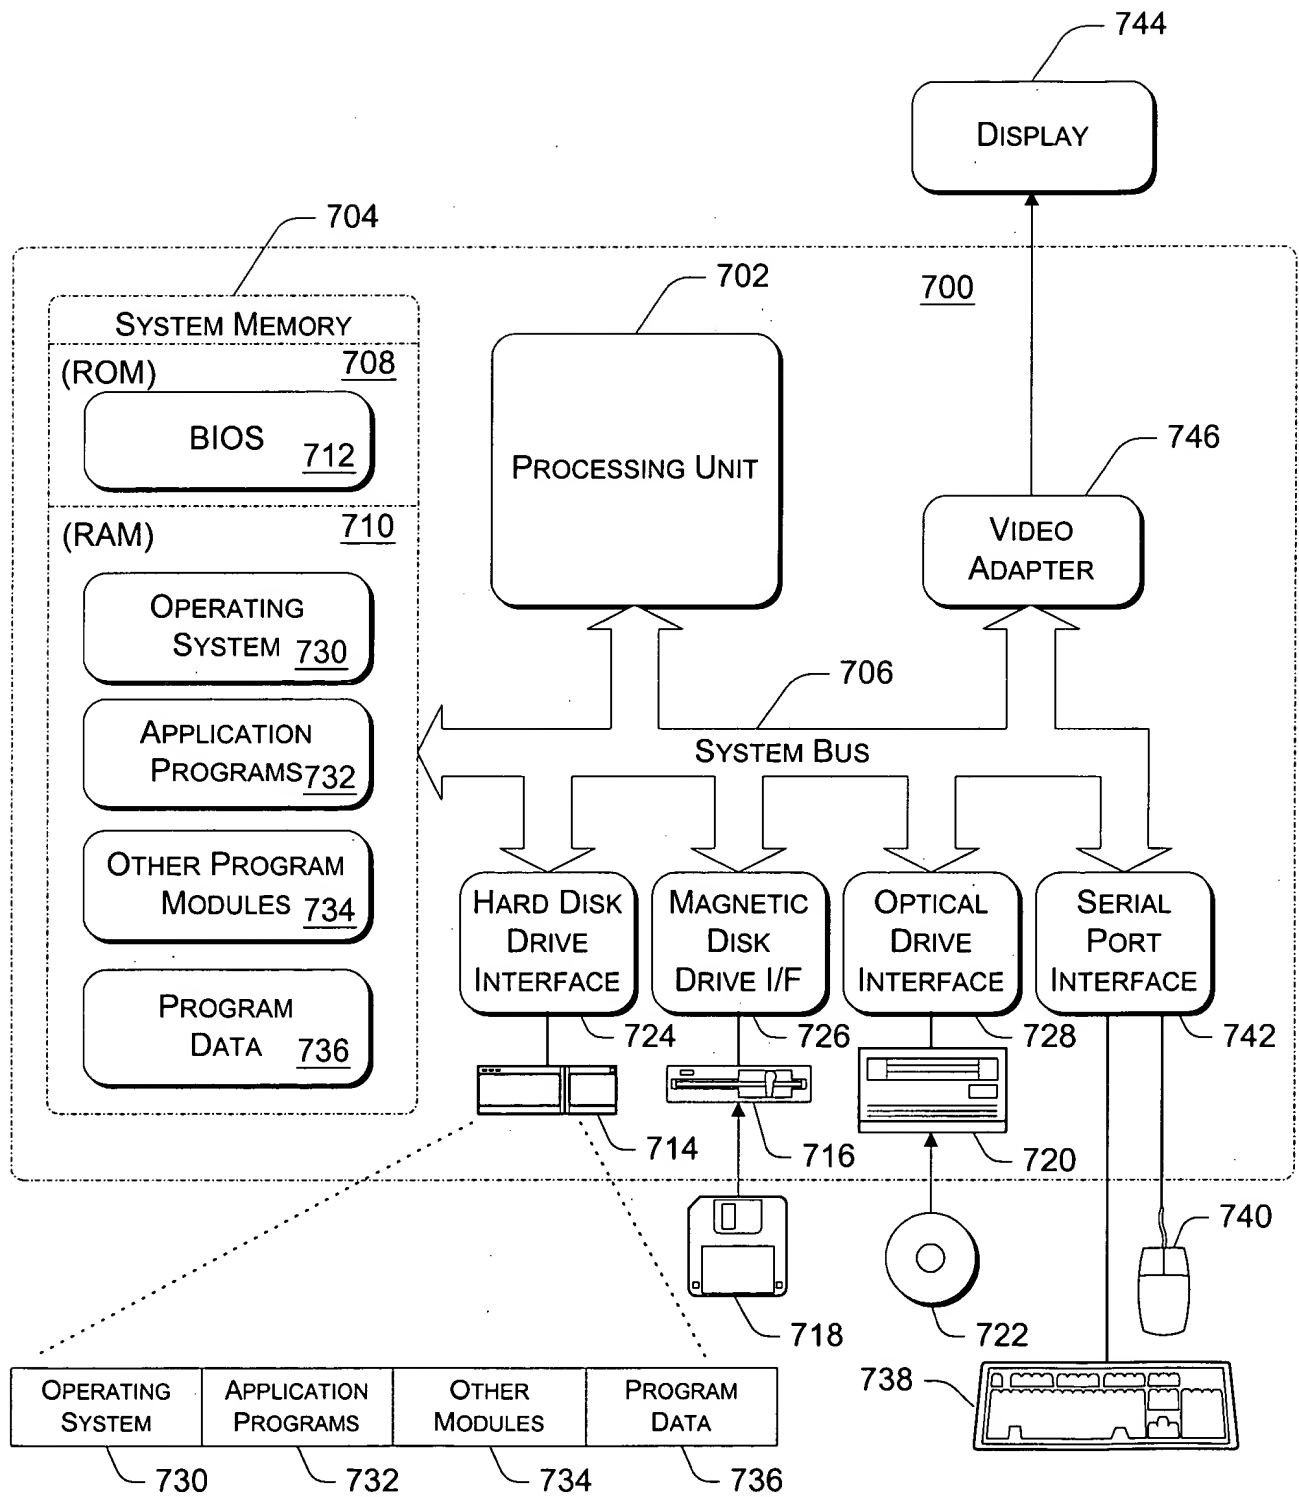 744
DISPLAY
704
702
700
SYSTEM MEMORY
(ROM) 708
BIOS 712
(RAM) 710
OPERATING
SYSTEM 730
APPLICATION
PROGRAMS 732
OTHER PROGRAM
MODULES 734
PROGRAM
DATA 736
PROCESSING UNIT
746
VIDEO
ADAPTER
706
SYSTEM BUS
HARD DISK
DRIVE
INTERFACE
724
MAGNETIC
DISK
DRIVE I/F
726
OPTICAL
DRIVE
INTERFACE
728
SERIAL
PORT
INTERFACE
742
714
716
720
718
722
740
738
OPERATING
SYSTEM
APPLICATION
PROGRAMS
OTHER
MODULES
PROGRAM
DATA
730
732
734
736